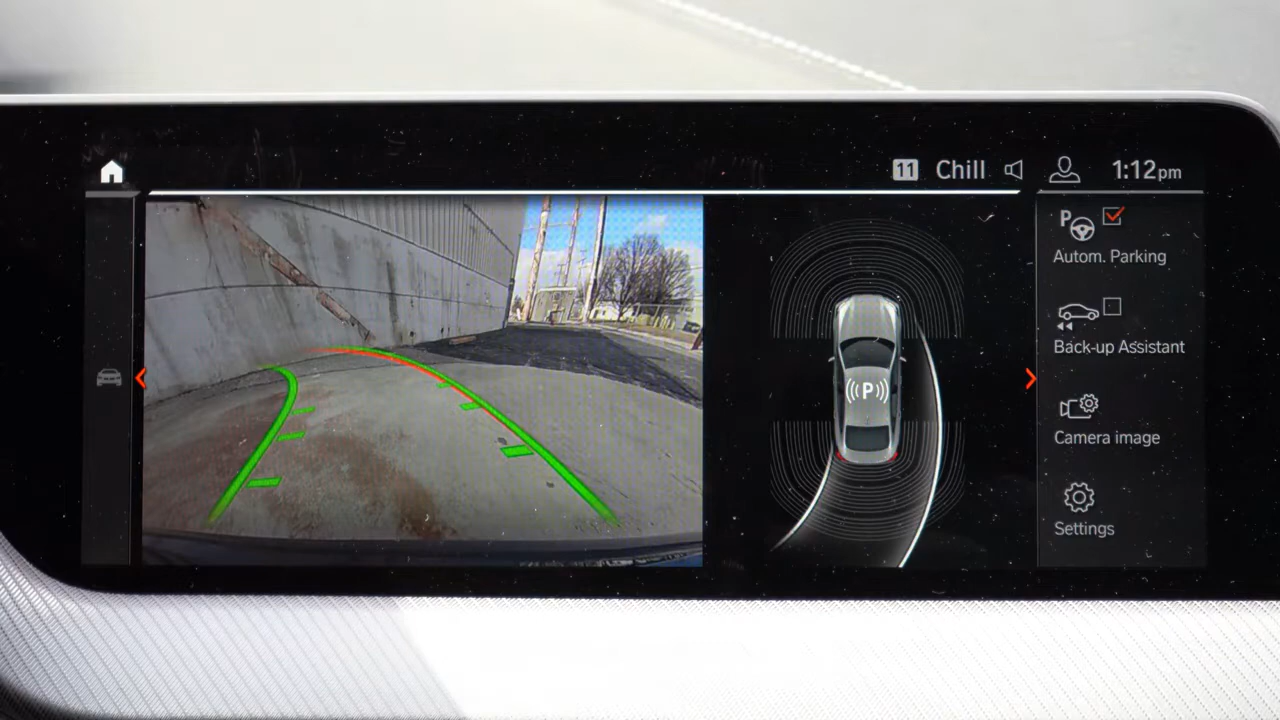 11 Chill 1:12pm
P
Autom. Parking
Back-up Assistant
Camera image
Settings
((P))